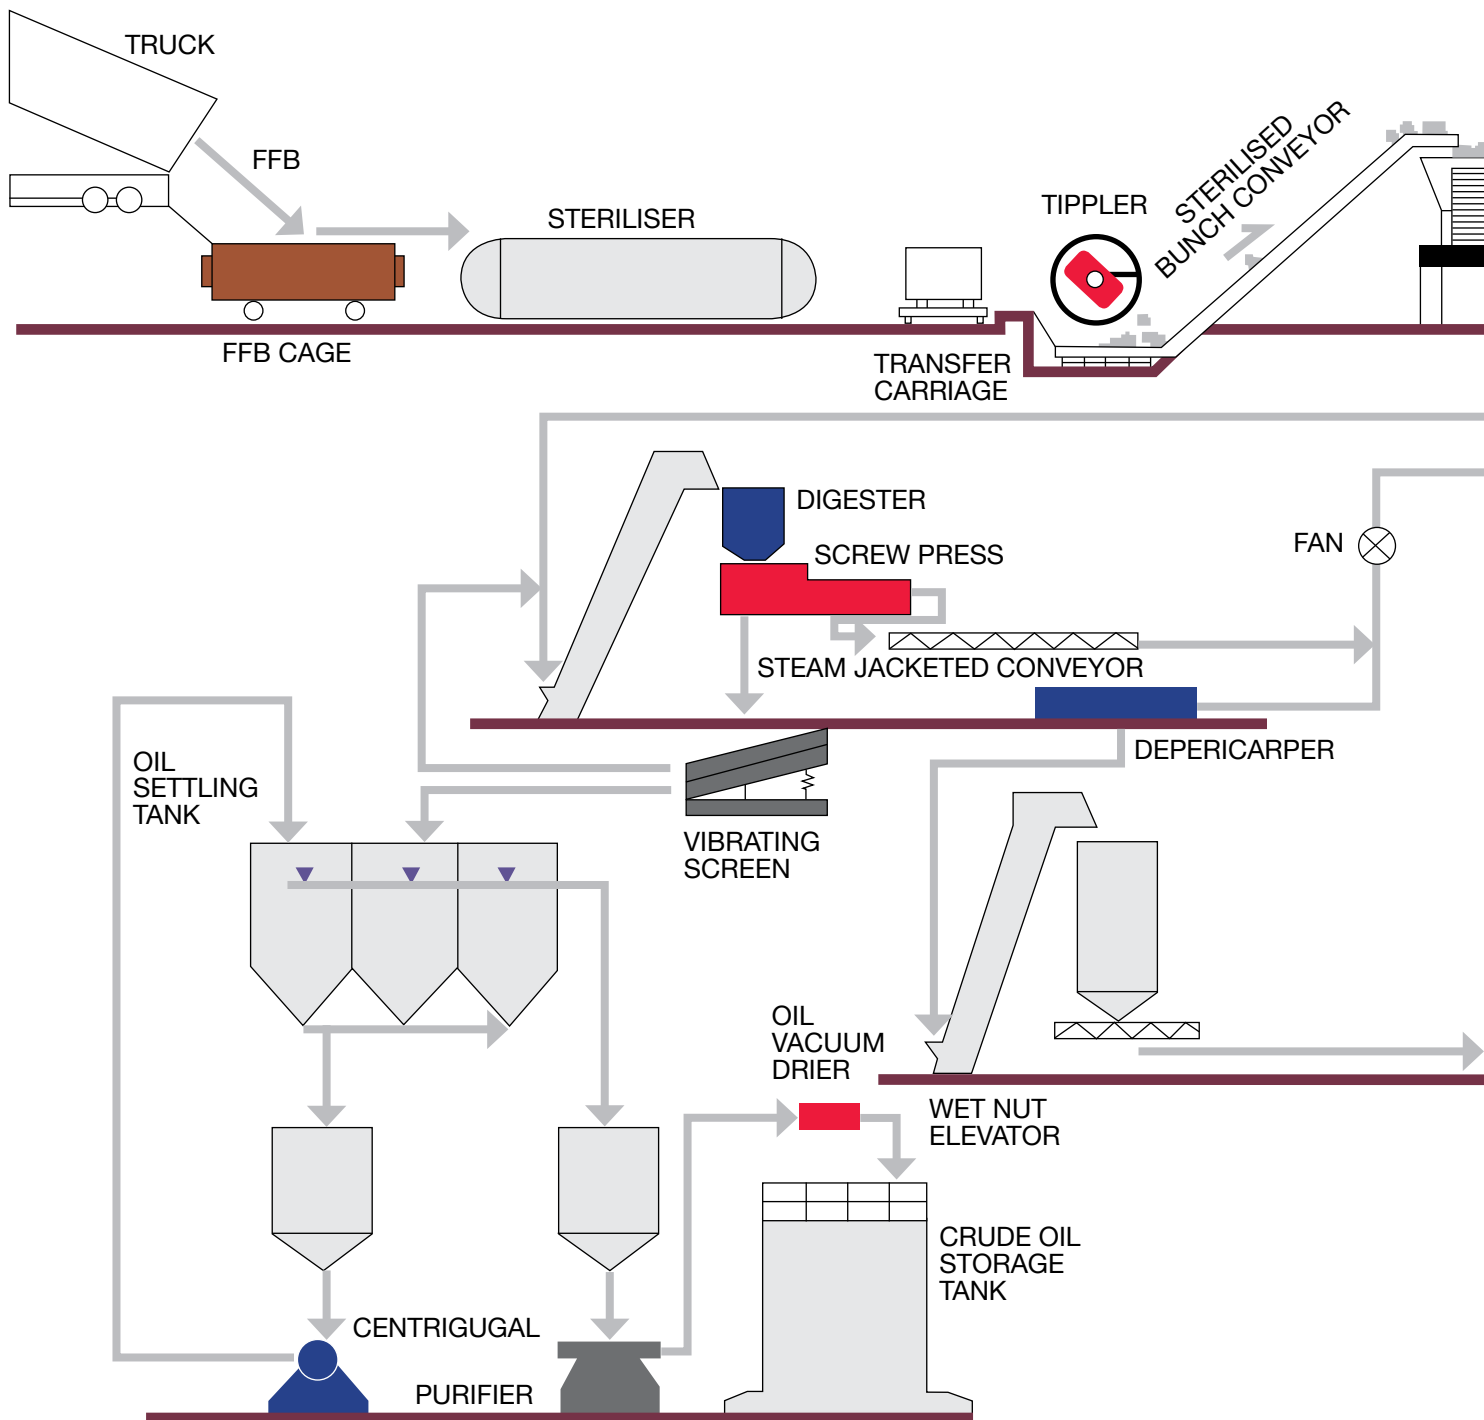 TRUCK
FFB
STERILISER
TIPPLER
STERILISED
BUNCH CONVEYOR
FFB CAGE
TRANSFER
CARRIAGE
DIGESTER
SCREW PRESS
FAN
STEAM JACKETED CONVEYOR
DEPERICARPER
OIL
SETTLING
TANK
VIBRATING
SCREEN
OIL
VACUUM
DRIER
WET NUT
ELEVATOR
CRUDE OIL
STORAGE
TANK
CENTRIGUGAL
PURIFIER